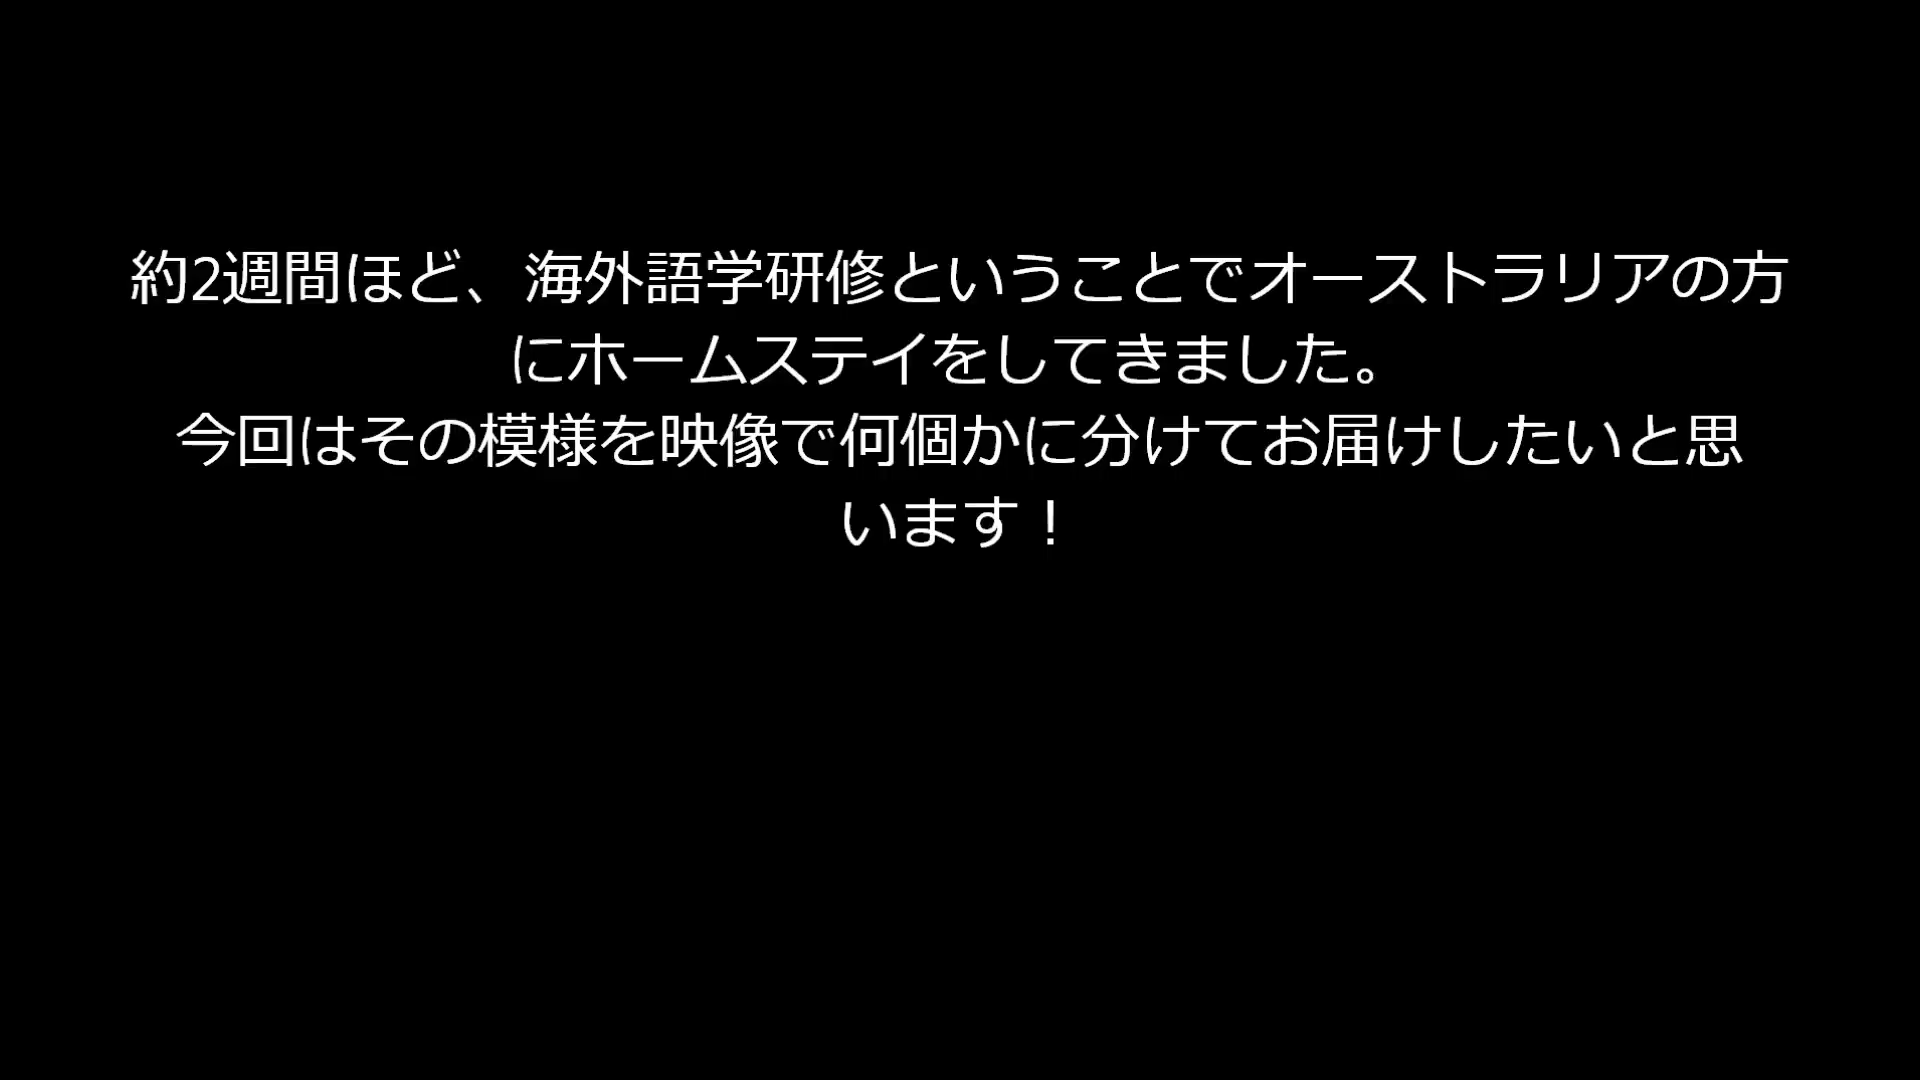 約2週間ほど、海外語学研修ということでオーストラリアの方
にホームステイをしてきました。
今回はその模様を映像で何個かに分けてお届けしたいと思
います！